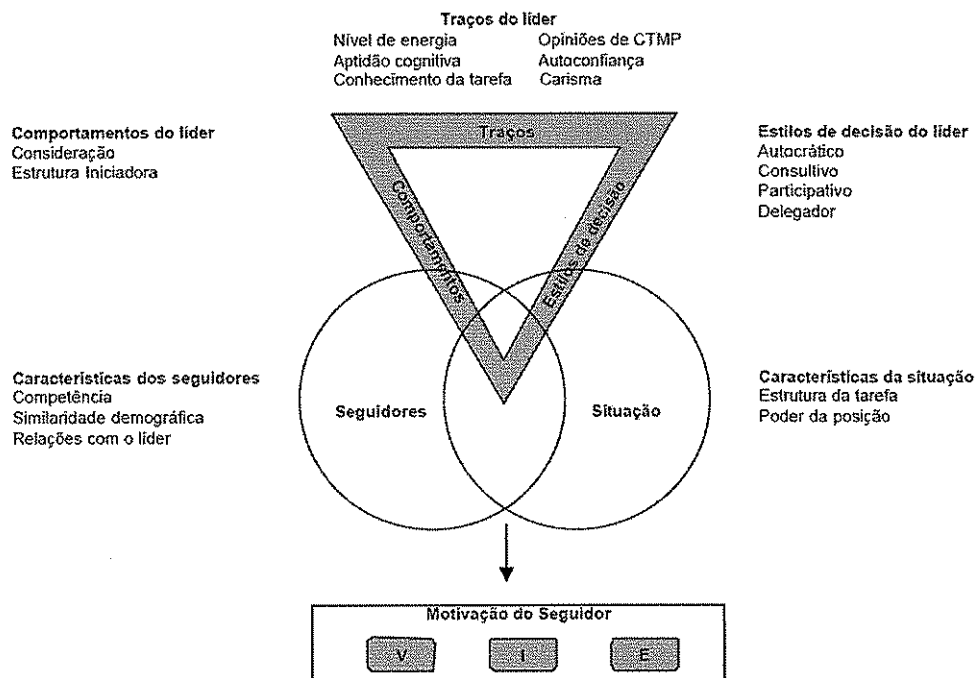 Traços do líder
Nível de energia
Aptidão cognitiva
Conhecimento da tarefa
Opiniões de CTMP
Autoconfiança
Carisma
Comportamentos do líder
Consideração
Estrutura Iniciadora
Traços
Comportamentos
Estilos de decisão
Estilos de decisão do líder
Autocrático
Consultivo
Participativo
Delegador
Características dos seguidores
Competência
Similaridade demográfica
Relações com o líder
Seguidores
Situação
Características da situação
Estrutura da tarefa
Poder da posição
Motivação do Seguidor
V
I
E